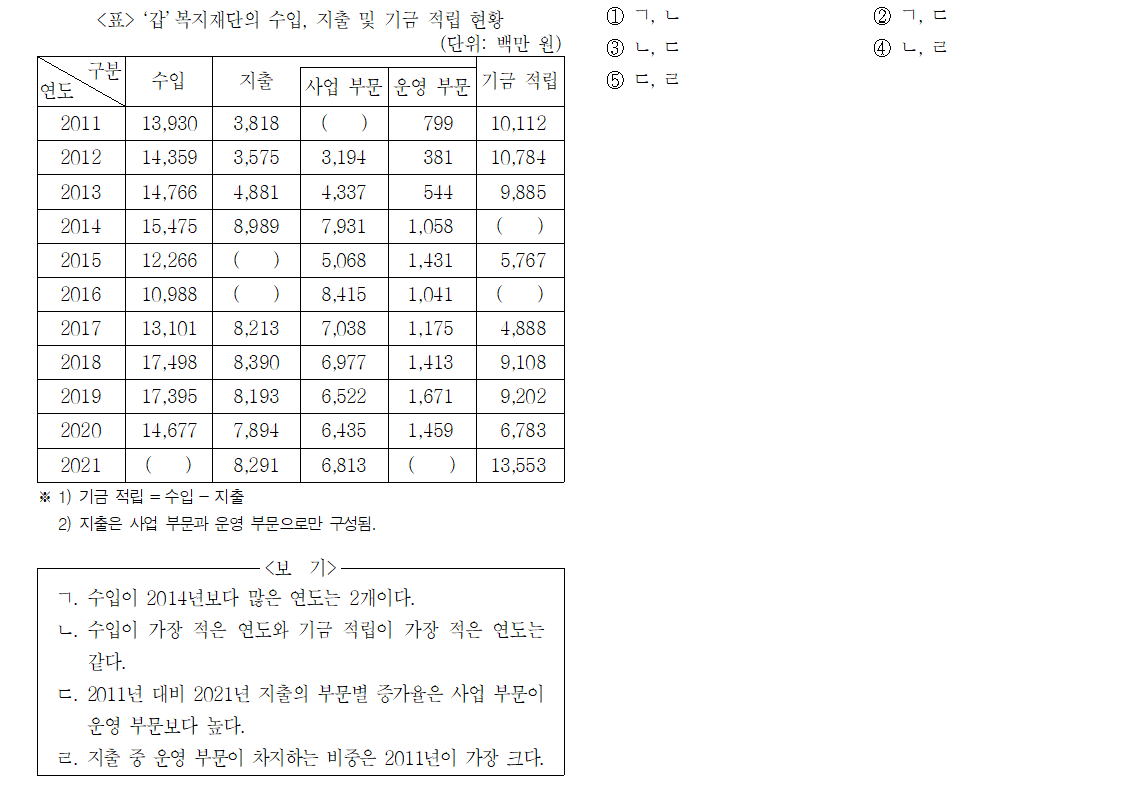 <표> ‘갑’ 복지재단의 수입, 지출 및 기금 적립 현황
(단위: 백만 원)
구분
연도
수입 지출 사업 부문 운영 부문 기금 적립
2011 13,930 3,818 ( ) 799 10,112
2012 14,359 3,575 3,194 381 10,784
2013 14,766 4,881 4,337 544 9,885
2014 15,475 8,989 7,931 1,058 ( )
2015 12,266 ( ) 5,068 1,431 5,767
2016 10,988 ( ) 8,415 1,041 ( )
2017 13,101 8,213 7,038 1,175 4,888
2018 17,498 8,390 6,977 1,413 9,108
2019 17,395 8,193 6,522 1,671 9,202
2020 14,677 7,894 6,435 1,459 6,783
2021 ( ) 8,291 6,813 ( ) 13,553
※ 1) 기금 적립 = 수입 − 지출
2) 지출은 사업 부문과 운영 부문으로만 구성됨.
<보 기>
ㄱ. 수입이 2014년보다 많은 연도는 2개이다.
ㄴ. 수입이 가장 적은 연도와 기금 적립이 가장 적은 연도는
같다.
ㄷ. 2011년 대비 2021년 지출의 부문별 증가율은 사업 부문이
운영 부문보다 높다.
ㄹ. 지출 중 운영 부문이 차지하는 비중은 2011년이 가장 크다.
① ㄱ, ㄴ ② ㄱ, ㄷ
③ ㄴ, ㄷ ④ ㄴ, ㄹ
⑤ ㄷ, ㄹ